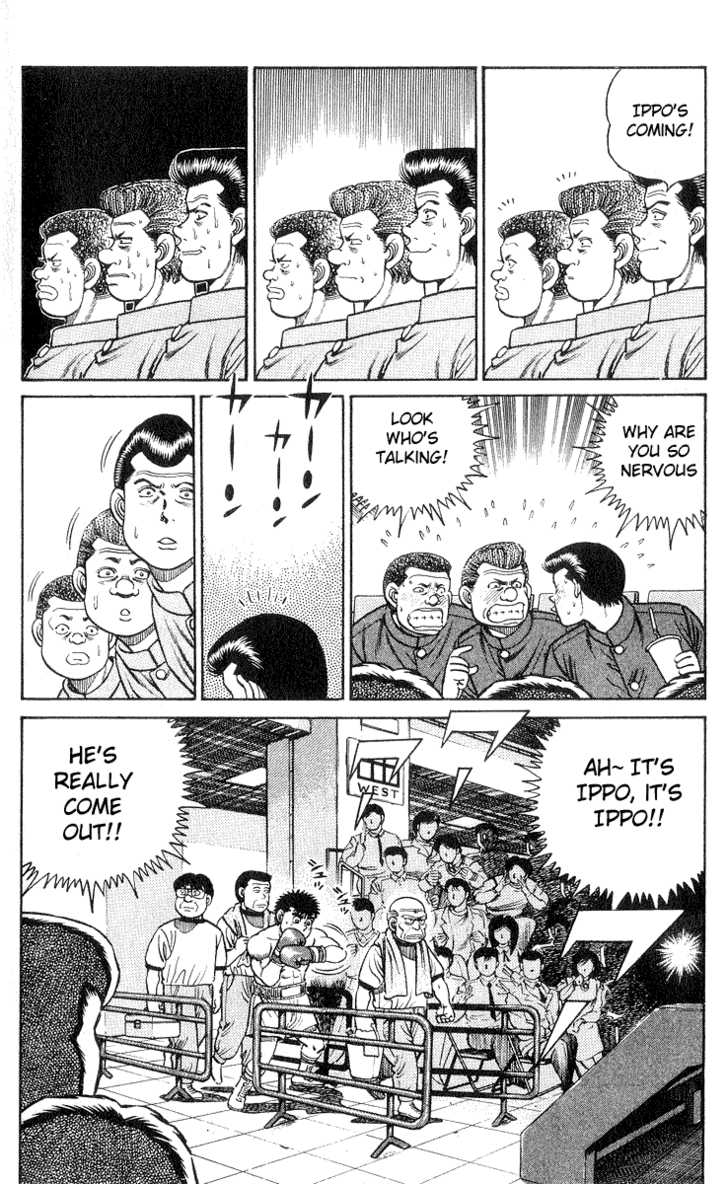 IPPO'S
COMING!
WHY ARE
YOU SO
NERVOUS
LOOK
WHO'S
TALKING!
AH~ IT'S
IPPO, IT'S
IPPO!!
WEST
HE'S
REALLY
COME
OUT!!